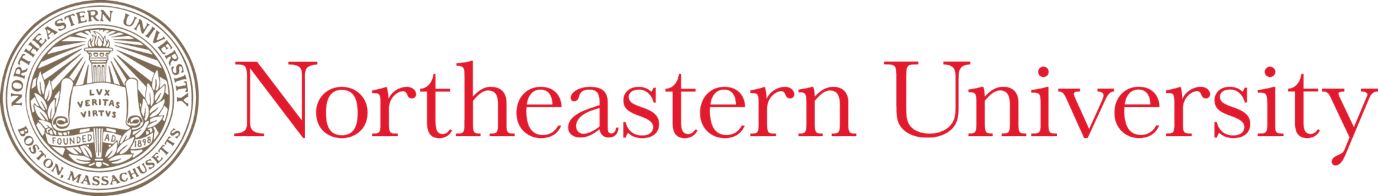 NORTHEASTERN UNIVERSITY
LVX
VERITAS
VIRTVS
FOUNDED A.D. 1898
BOSTON, MASSACHUSETTS
Northeastern University